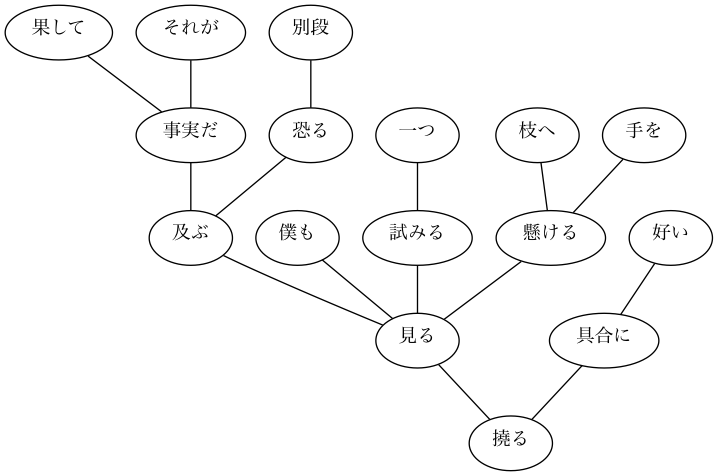 果して
それが
別段
事実だ
恐る
一つ
枝へ
手を
及ぶ
僕も
試みる
懸ける
好い
見る
具合に
撓る